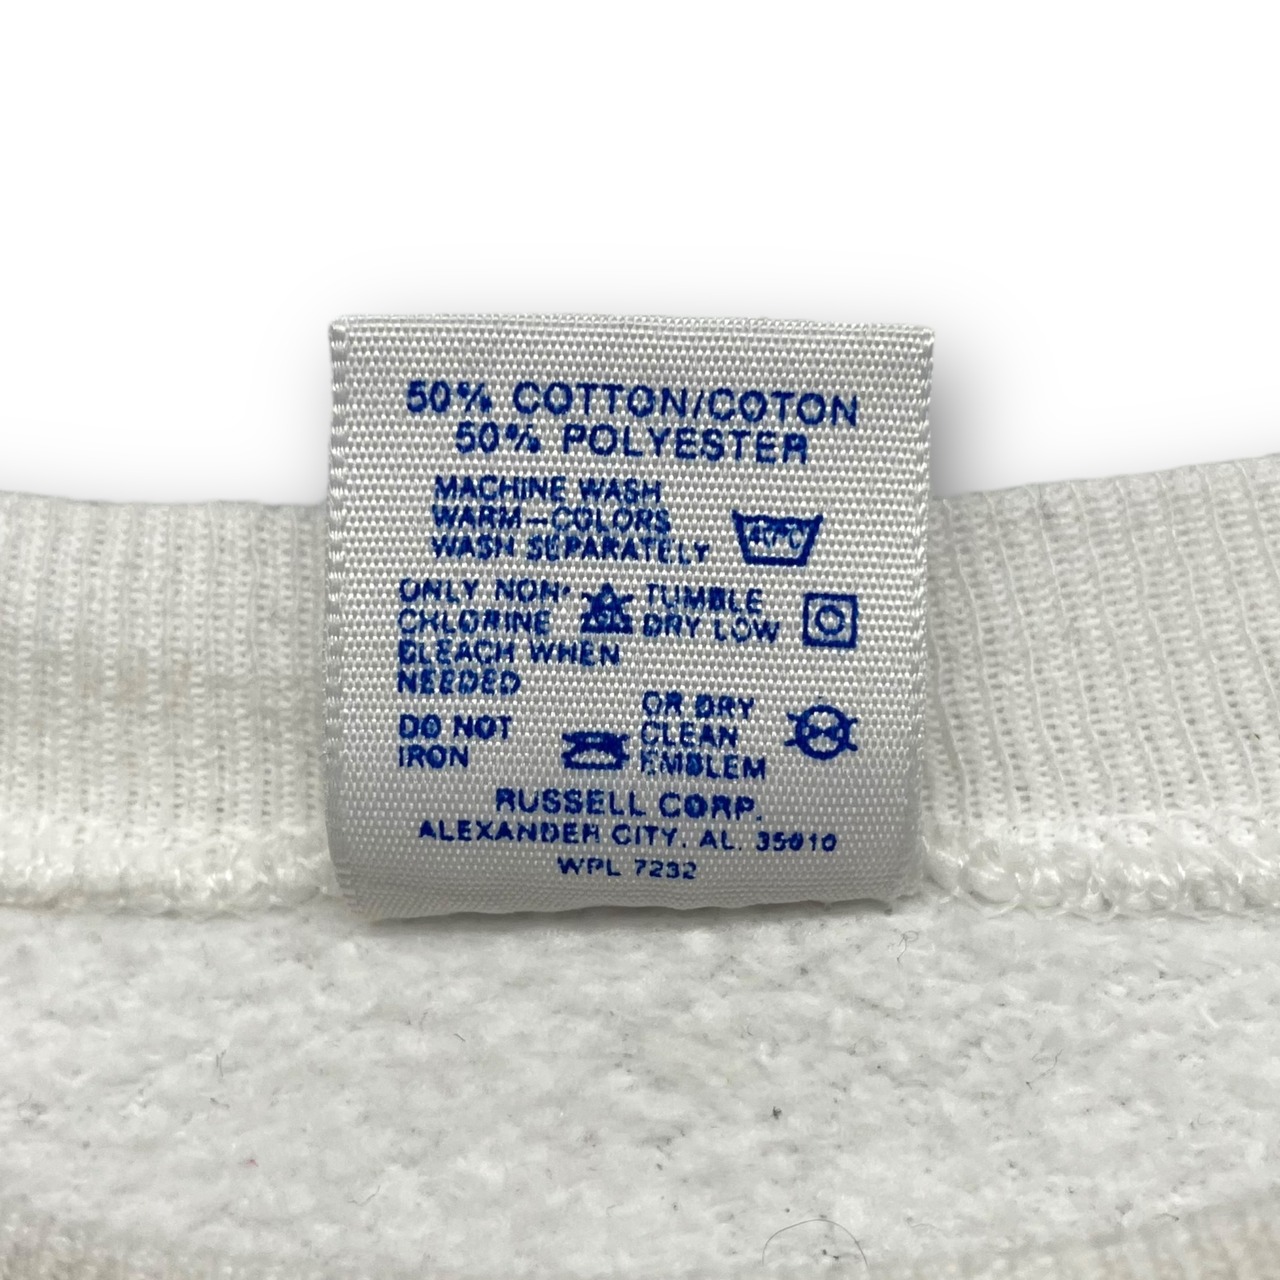 50% COTTON/COTON
50% POLYESTER
MACHINE WASH
WARM-COLORS
WASH SEPARATELY
40°C
ONLY NON-
CHLORINE
BLEACH WHEN
NEEDED
CL
TUMBLE
DRY LOW
DO NOT
IRON
OR DRY
CLEAN
EMBLEM
RUSSELL CORP.
ALEXANDER CITY, AL. 35010
WPL 7232